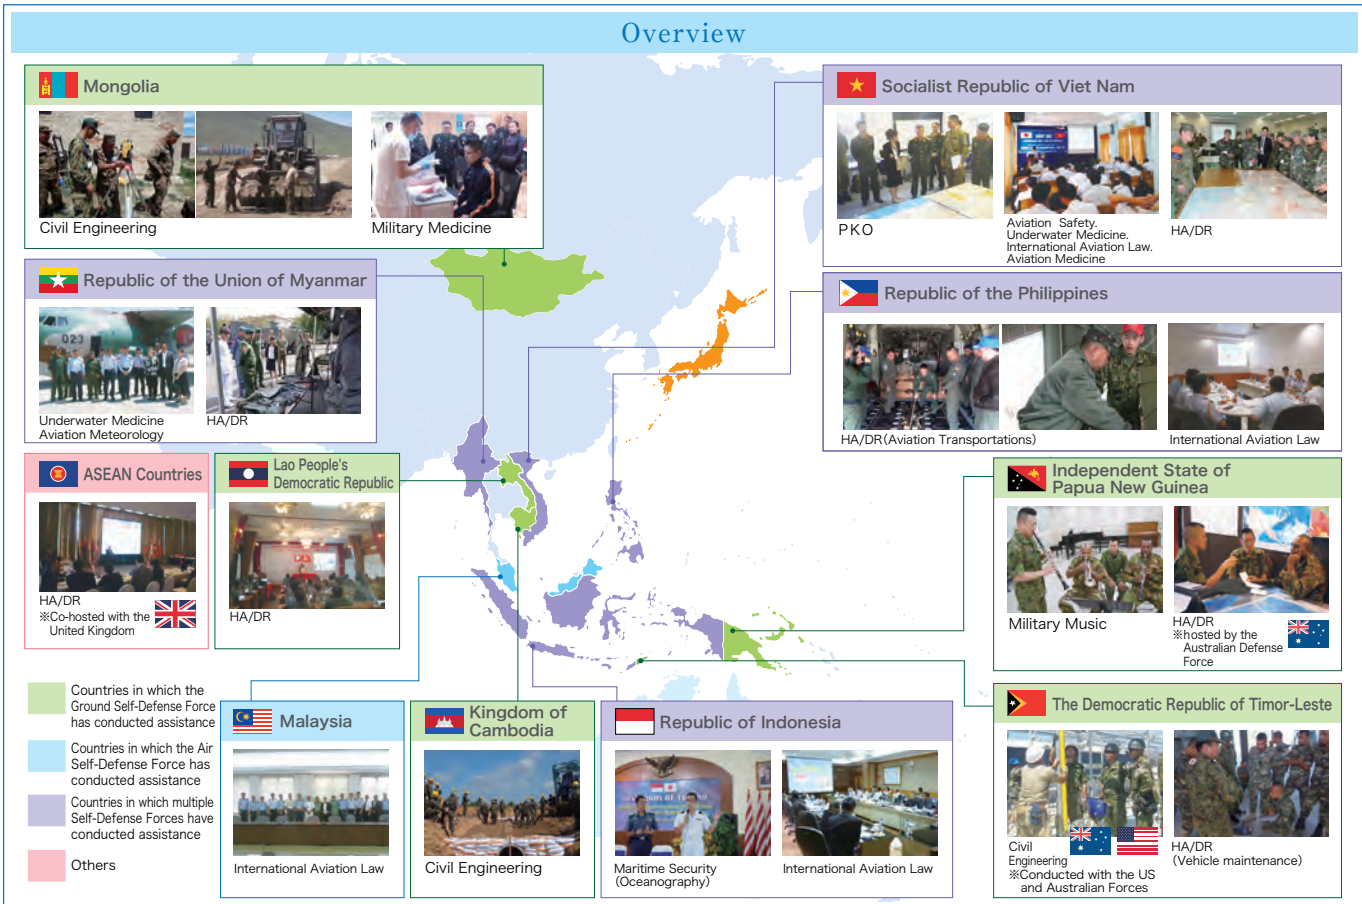 Overview
Mongolia
Civil Engineering
Military Medicine
Socialist Republic of Viet Nam
PKO
Aviation Safety.
Underwater Medicine.
International Aviation Law.
Aviation Medicine
HA/DR
Republic of the Union of Myanmar
Q23
Underwater Medicine
Aviation Meteorology
HA/DR
Republic of the Philippines
HA/DR(Aviation Transportations)
International Aviation Law
ASEAN Countries
HA/DR
※Co-hosted with the
United Kingdom
Lao People's
Democratic Republic
HA/DR
Independent State of
Papua New Guinea
Military Music
HA/DR
※hosted by the
Australian Defense
Force
Countries in which the
Ground Self-Defense Force
has conducted assistance
Countries in which the Air
Self-Defense Force has
conducted assistance
Countries in which multiple
Self-Defense Forces have
conducted assistance
Others
Malaysia
International Aviation Law
Kingdom of
Cambodia
Civil Engineering
Republic of Indonesia
Maritime Security
(Oceanography)
International Aviation Law
The Democratic Republic of Timor-Leste
Civil
Engineering
※Conducted with the US
and Australian Forces
HA/DR
(Vehicle maintenance)